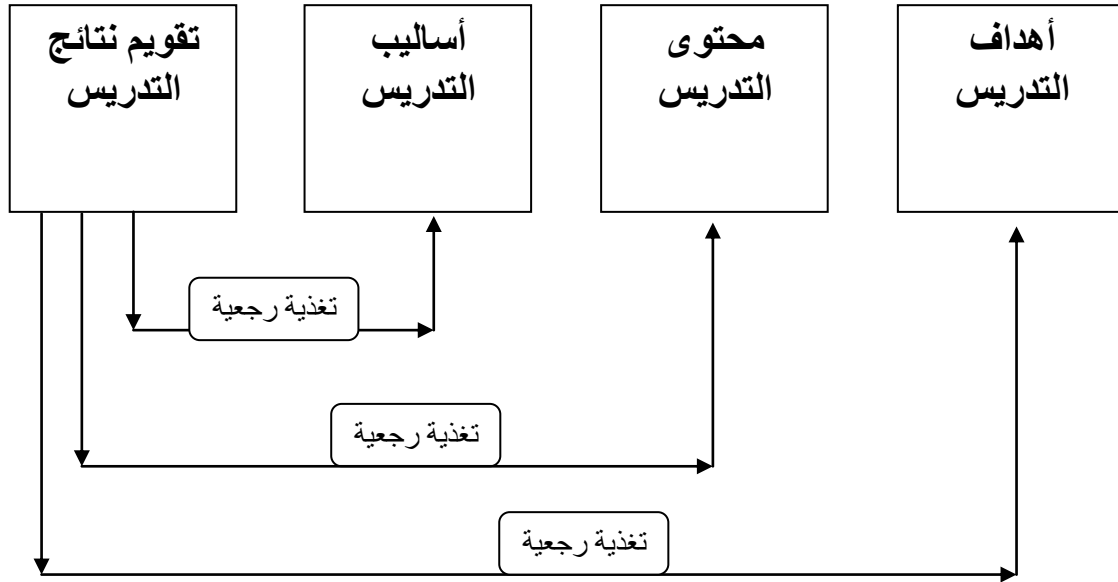 أهداف
التدريس
محتوى
التدريس
أساليب
التدريس
تقويم نتائج
التدريس
تغذية رجعية
تغذية رجعية
تغذية رجعية